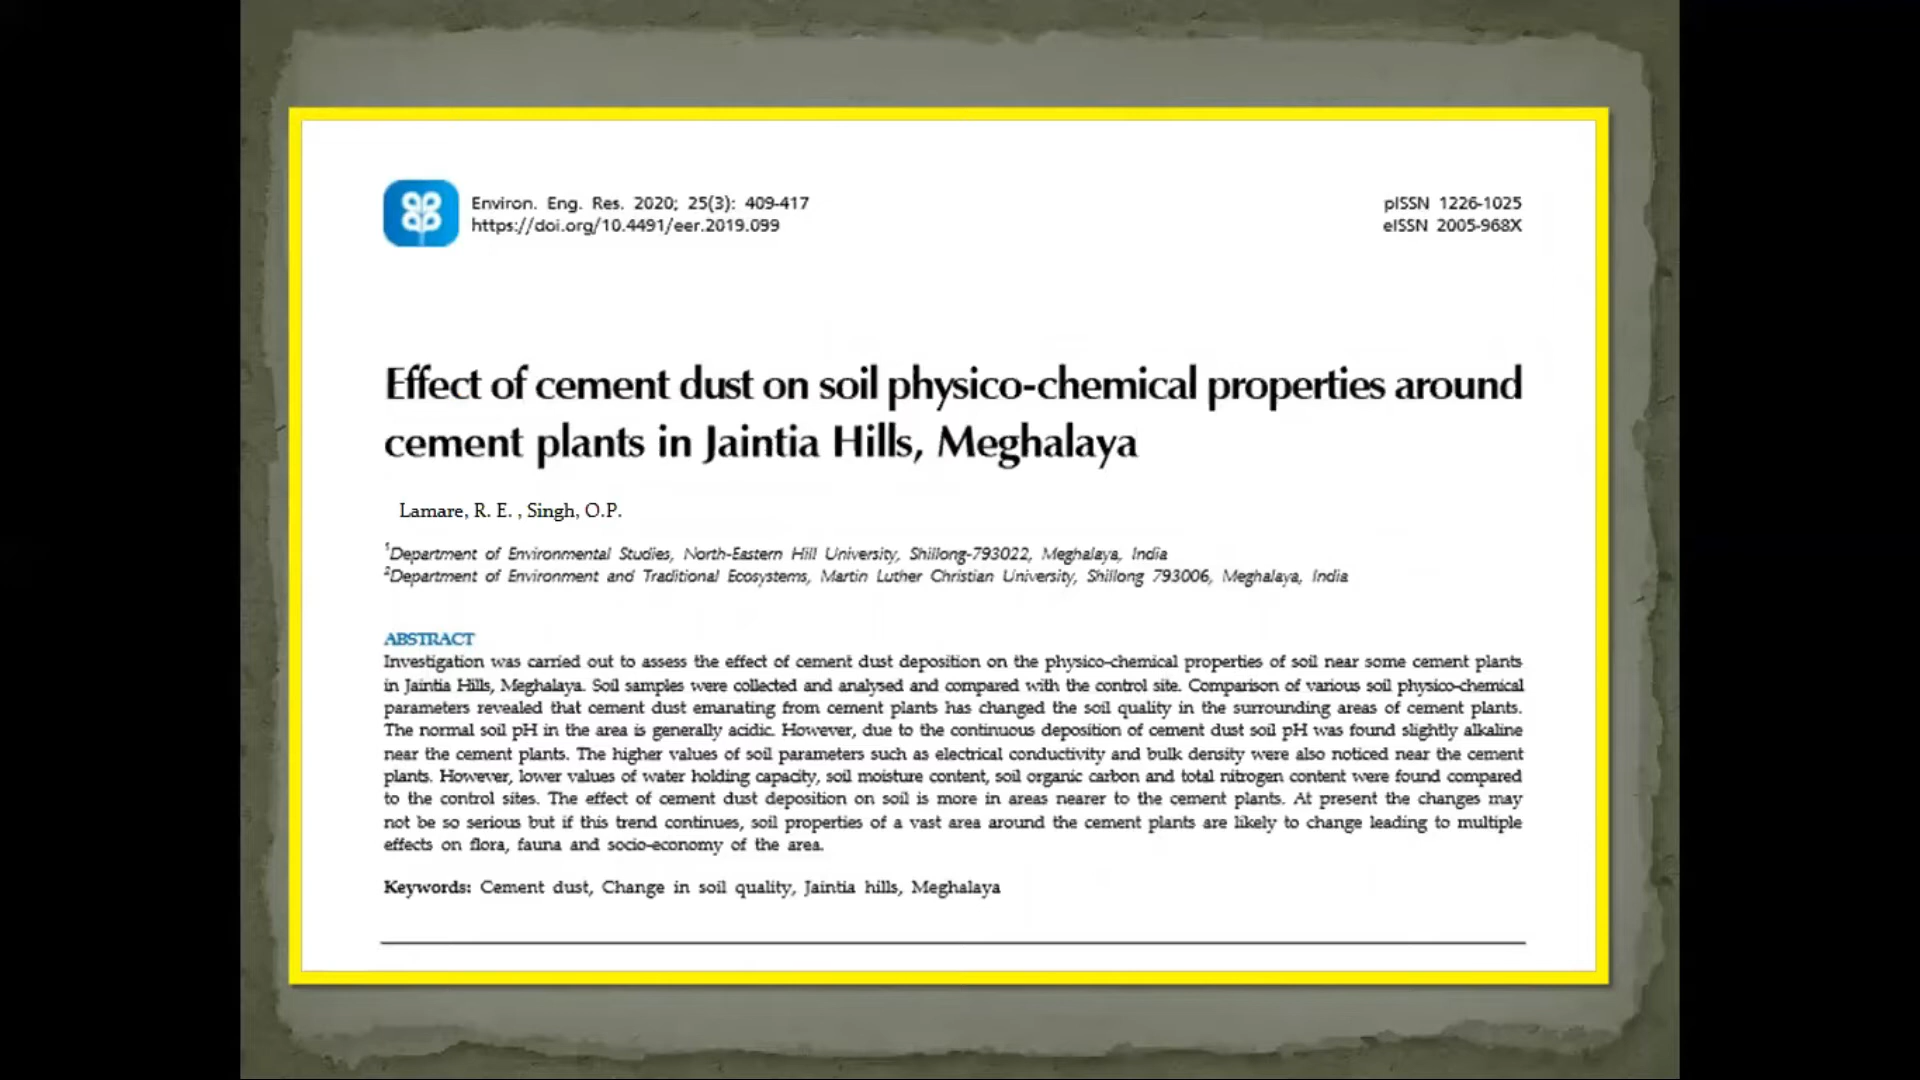 Environ. Eng. Res. 2020; 25(3): 409-417
https://doi.org/10.4491/eer.2019.099
pISSN 1226-1025
eISSN 2005-968X
Effect of cement dust on soil physico-chemical properties around
cement plants in Jaintia Hills, Meghalaya
Lamare, R. E. , Singh, O.P.
¹Department of Environmental Studies, North-Eastern Hill University, Shillong-793022, Meghalaya, India
²Department of Environment and Traditional Ecosystems, Martin Luther Christian University, Shillong 793006, Meghalaya, India
ABSTRACT
Investigation was carried out to assess the effect of cement dust deposition on the physico-chemical properties of soil near some cement plants
in Jaintia Hills, Meghalaya. Soil samples were collected and analysed and compared with the control site. Comparison of various soil physico-chemical
parameters revealed that cement dust emanating from cement plants has changed the soil quality in the surrounding areas of cement plants.
The normal soil pH in the area is generally acidic. However, due to the continuous deposition of cement dust soil pH was found slightly alkaline
near the cement plants. The higher values of soil parameters such as electrical conductivity and bulk density were also noticed near the cement
plants. However, lower values of water holding capacity, soil moisture content, soil organic carbon and total nitrogen content were found compared
to the control sites. The effect of cement dust deposition on soil is more in areas nearer to the cement plants. At present the changes may
not be so serious but if this trend continues, soil properties of a vast area around the cement plants are likely to change leading to multiple
effects on flora, fauna and socio-economy of the area.
Keywords: Cement dust, Change in soil quality, Jaintia hills, Meghalaya